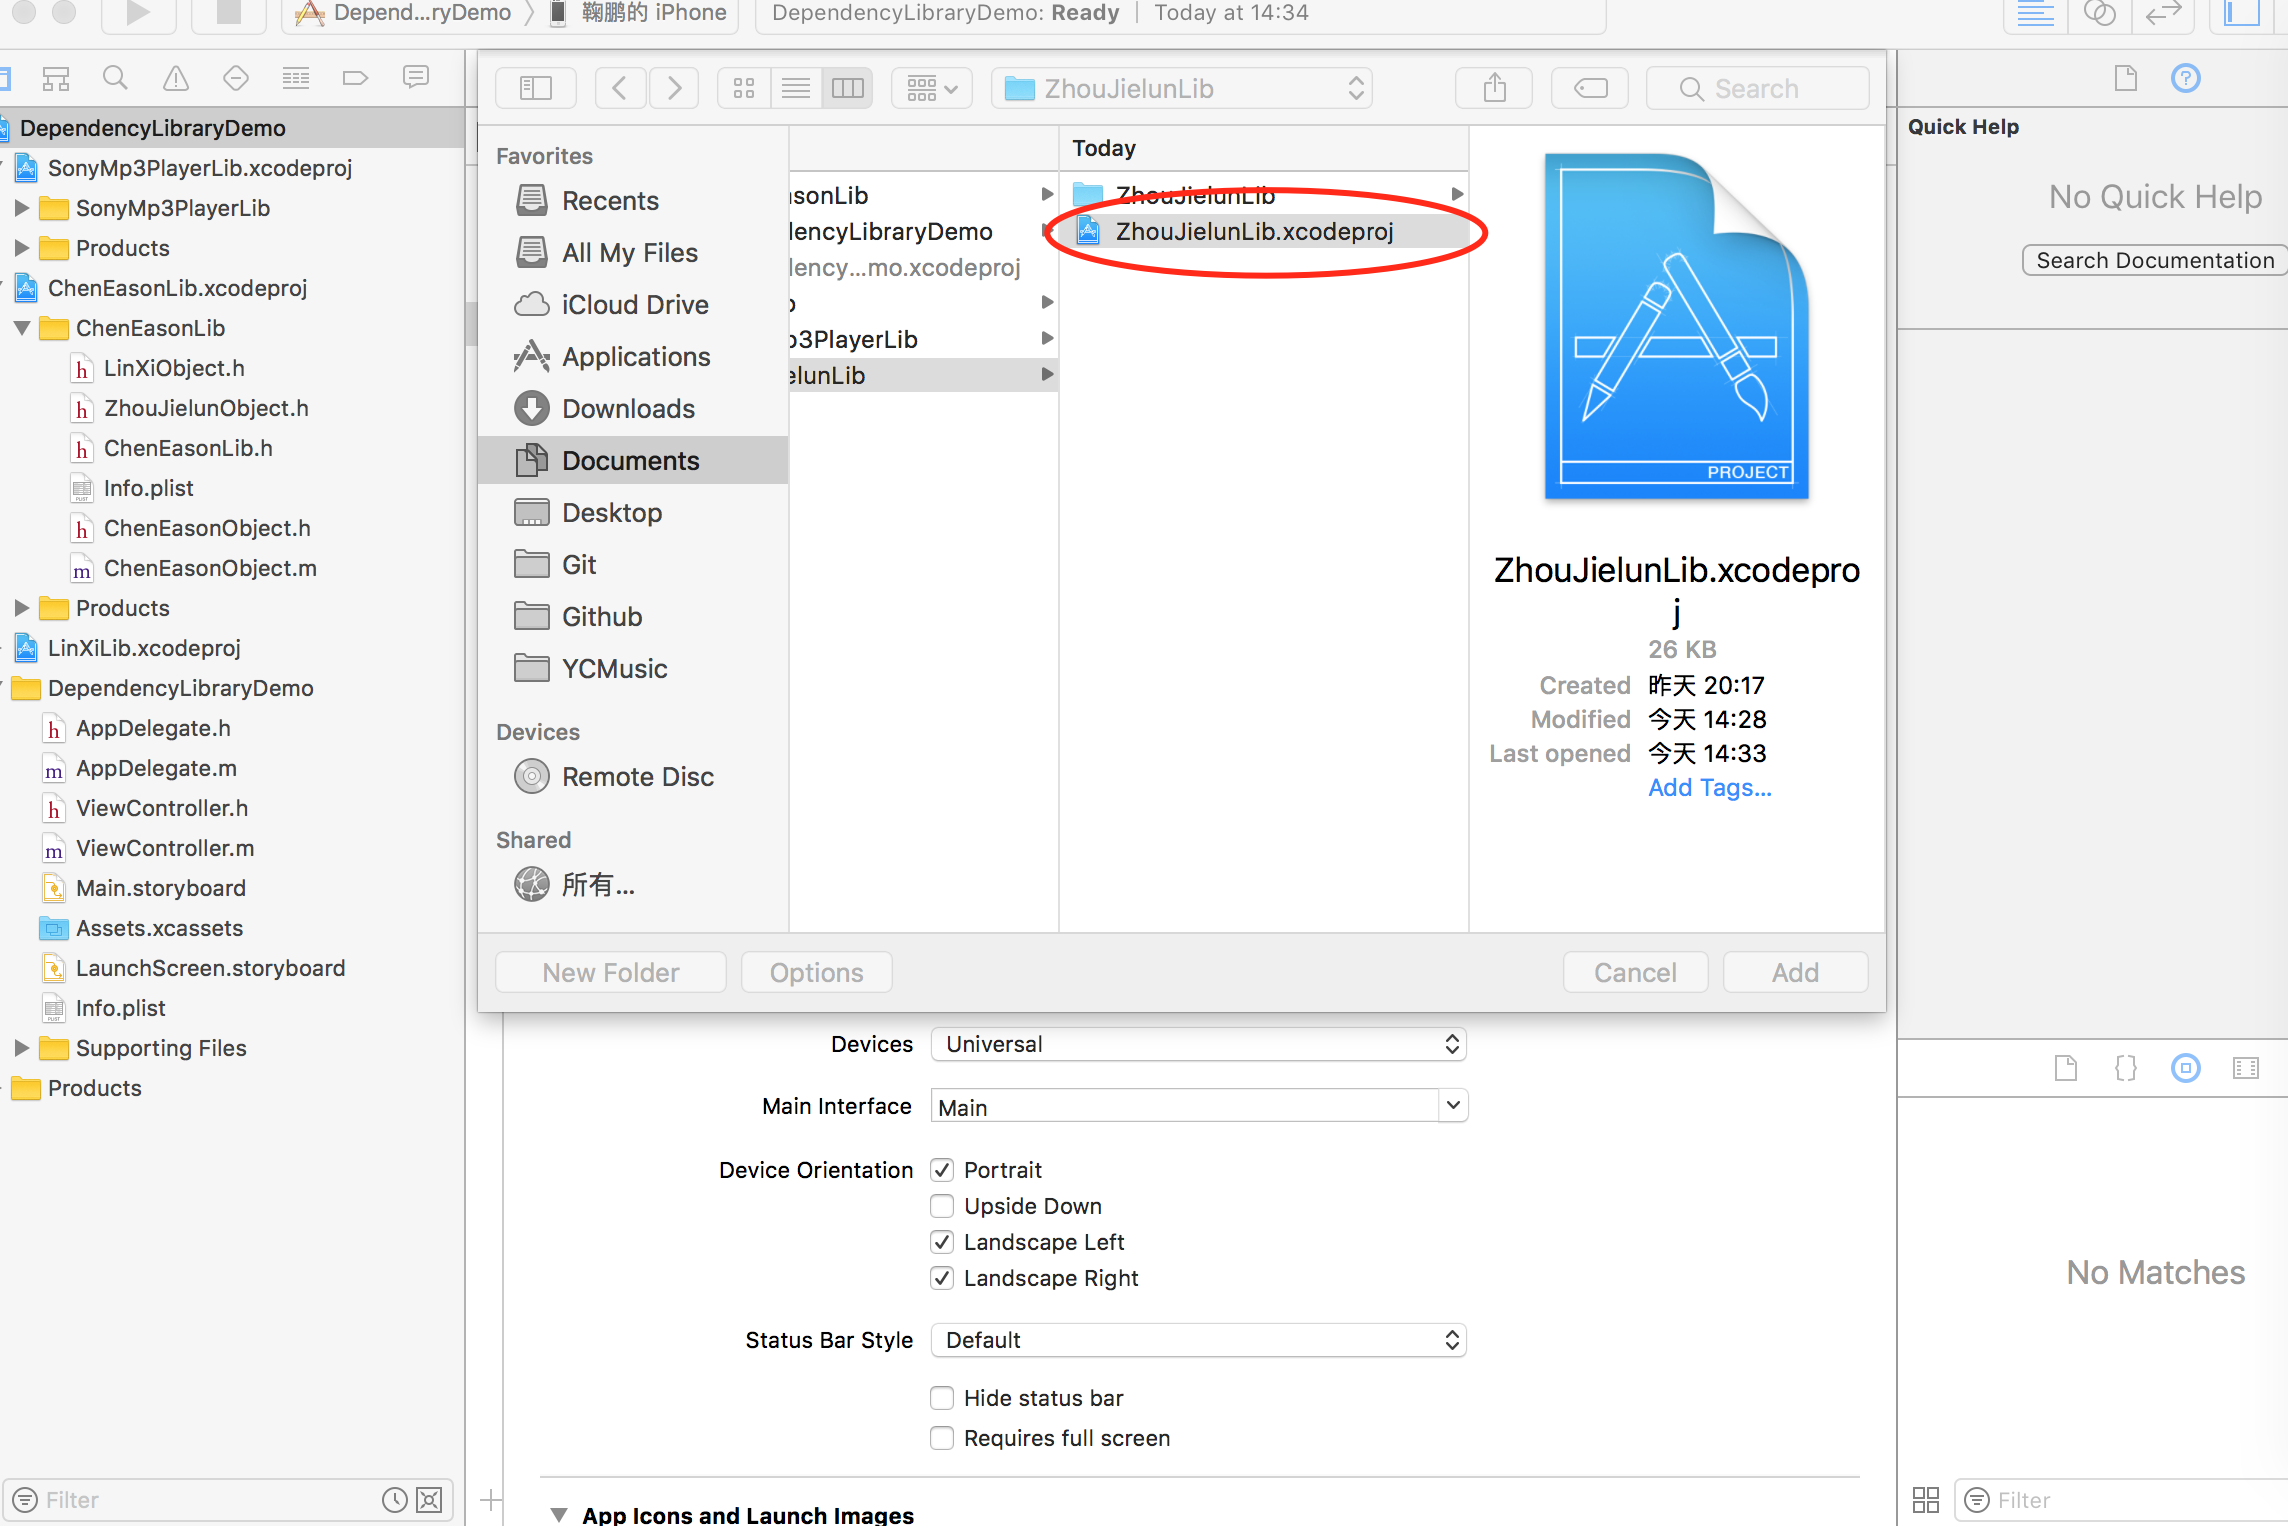 Depend...ryDemo 〉 鞠鹏的 iPhone
DependencyLibraryDemo: Ready | Today at 14:34
DependencyLibraryDemo
SonyMp3PlayerLib.xcodeproj
SonyMp3PlayerLib
Products
ChenEasonLib.xcodeproj
ChenEasonLib
LinXiObject.h
ZhouJielunObject.h
ChenEasonLib.h
Info.plist
ChenEasonObject.h
ChenEasonObject.m
Products
LinXiLib.xcodeproj
DependencyLibraryDemo
AppDelegate.h
AppDelegate.m
ViewController.h
ViewController.m
Main.storyboard
Assets.xcassets
LaunchScreen.storyboard
Info.plist
Supporting Files
Products
Filter
ZhouJielunLib
Search
Favorites
Recents
All My Files
iCloud Drive
Applications
Downloads
Documents
Desktop
Git
Github
YCMusic
Devices
Remote Disc
Shared
所有...
asonLib
dencyLibraryDemo
dency...mo.xcodeproj
b
p3PlayerLib
elunLib
Today
ZhouJielunLib
ZhouJielunLib.xcodeproj
PROJECT
ZhouJielunLib.xcodepro
j
26 KB
Created 昨天 20:17
Modified 今天 14:28
Last opened 今天 14:33
Add Tags...
New Folder
Options
Cancel
Add
Devices Universal
Main Interface Main
Device Orientation Portrait
Upside Down
Landscape Left
Landscape Right
Status Bar Style Default
Hide status bar
Requires full screen
App Icons and Launch Images
Quick Help
No Quick Help
Search Documentation
No Matches
Filter